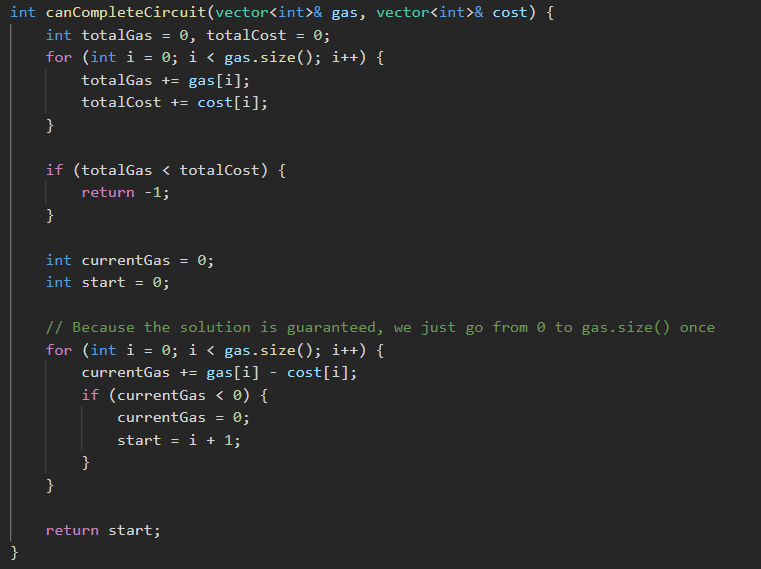 int canCompleteCircuit(vector<int>& gas, vector<int>& cost) {
    int totalGas = 0, totalCost = 0;
    for (int i = 0; i < gas.size(); i++) {
        totalGas += gas[i];
        totalCost += cost[i];
    }

    if (totalGas < totalCost) {
        return -1;
    }

    int currentGas = 0;
    int start = 0;

    // Because the solution is guaranteed, we just go from 0 to gas.size() once
    for (int i = 0; i < gas.size(); i++) {
        currentGas += gas[i] - cost[i];
        if (currentGas < 0) {
            currentGas = 0;
            start = i + 1;
        }
    }

    return start;
}